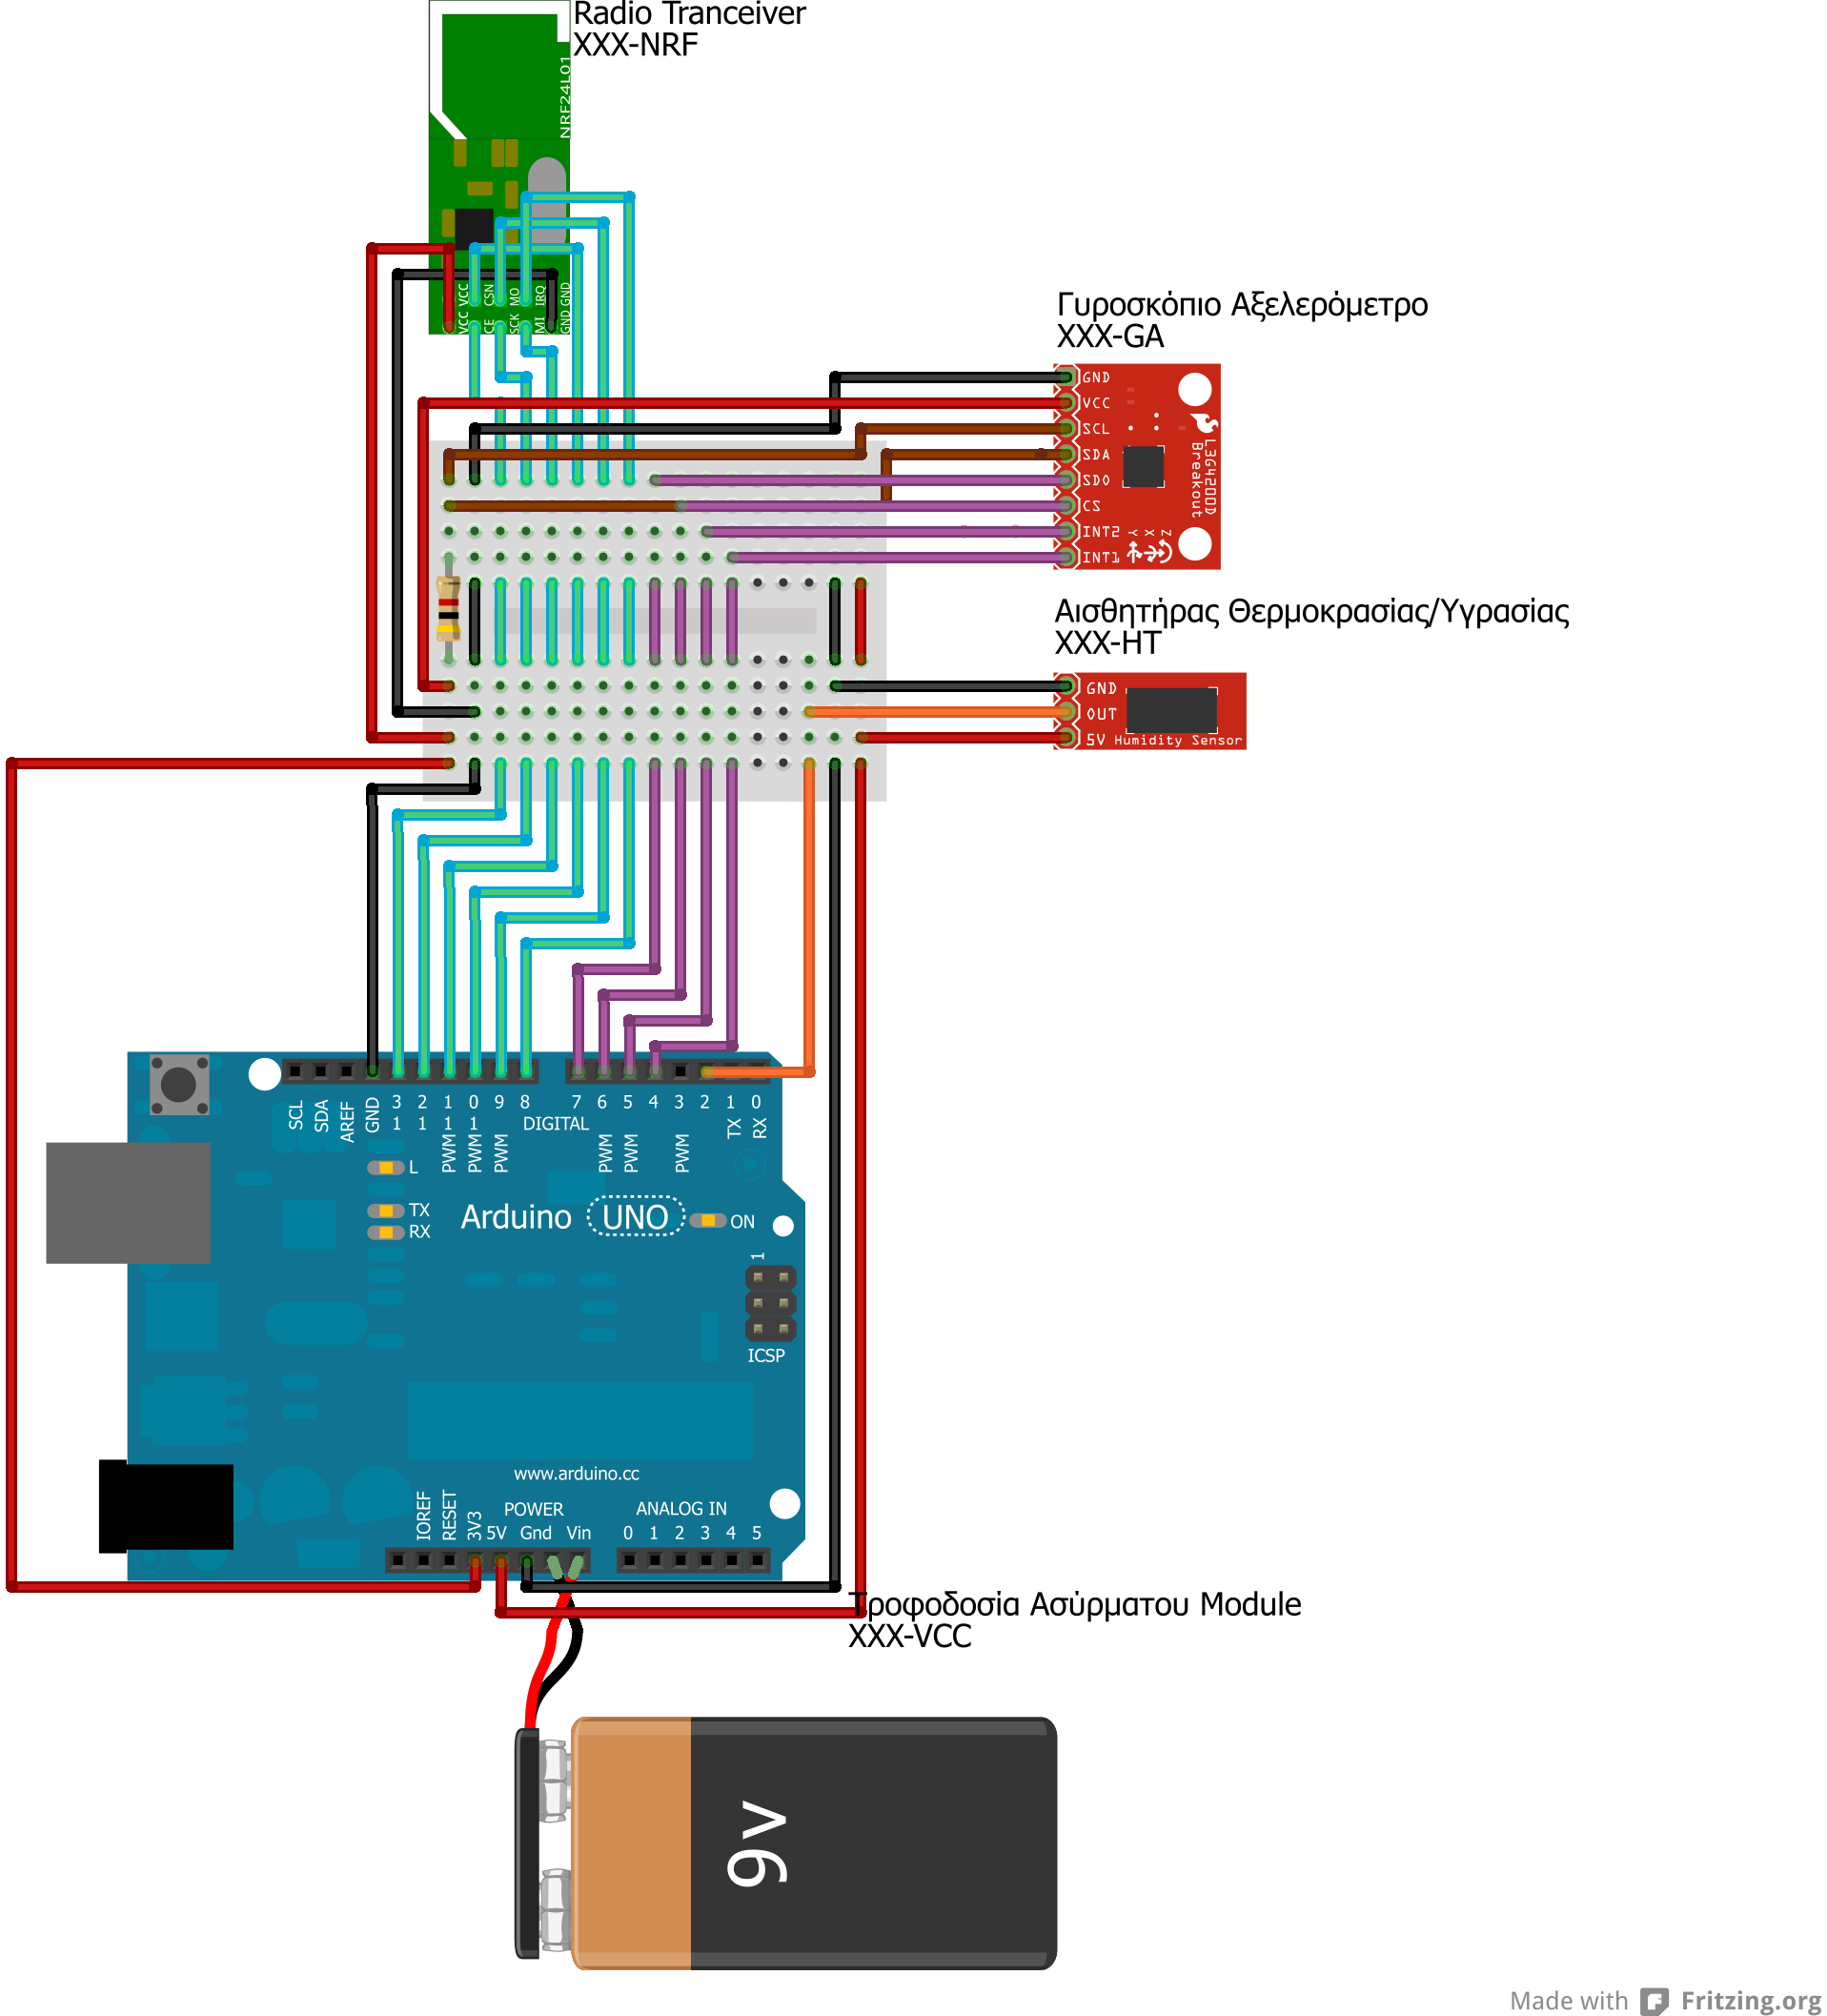 Radio Tranceiver
XXX-NRF
NRF24L01
VCC CSN MO IRQ GND
VCC CE SCK MI GND
Γυροσκόπιο Αξελερόμετρο
XXX-GA
GND
VCC
SCL
SDA
SDO
CS
INT2
INT1
L3G4200D
Breakout
Y X Z
Αισθητήρας Θερμοκρασίας/Υγρασίας
XXX-HT
GND
OUT
5V Humidity Sensor
SCL SDA AREF GND 13 12 11 10 9 8
7 6 5 4 3 2 1 0
DIGITAL
PWM PWM PWM PWM PWM PWM TX RX
L
TX
RX
Arduino UNO
ON
1
ICSP
www.arduino.cc
POWER
ANALOG IN
IOREF RESET 3V3 5V Gnd Vin
0 1 2 3 4 5
Τροφοδοσία Ασύρματου Module
XXX-VCC
9v
Made with Fritzing.org